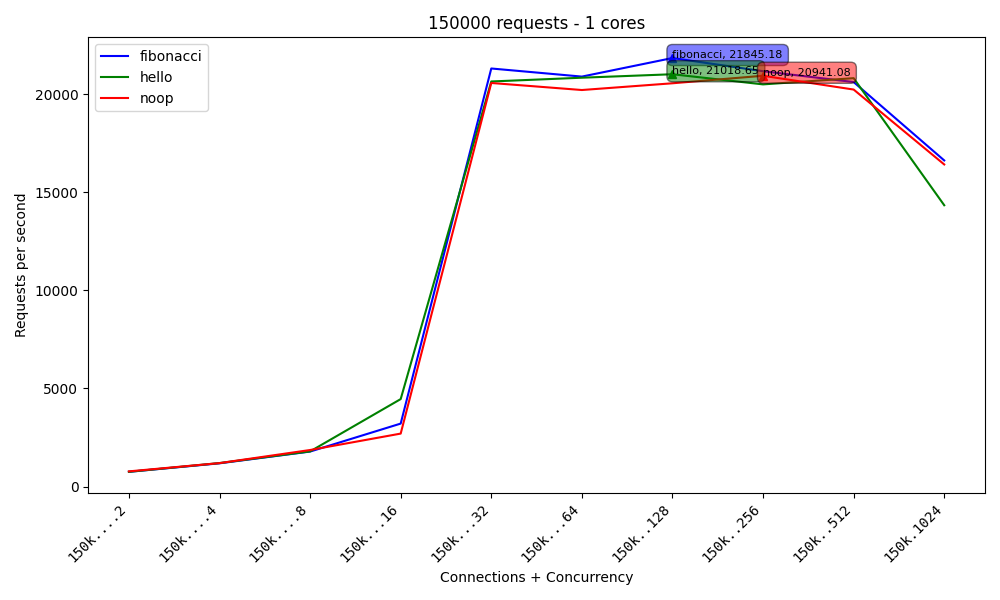 150000 requests - 1 cores
fibonacci
hello
noop
fibonacci, 21845.18
hello, 21018.65
noop, 20941.08
20000
15000
10000
5000
0
Requests per second
150k....2
150k....4
150k....8
150k...16
150k...32
150k...64
150k..128
150k..256
150k..512
150k.1024
Connections + Concurrency